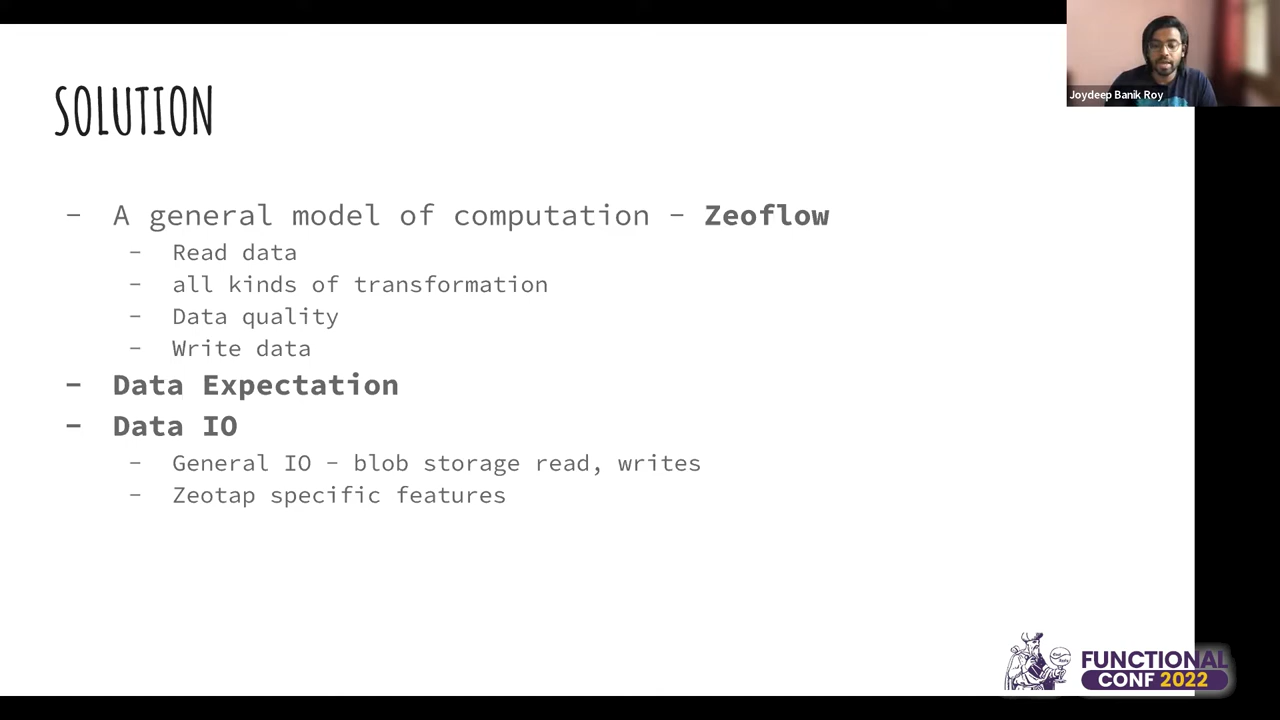 Joydeep Banik Roy
SOLUTION
- A general model of computation - Zeoflow
- Read data
- all kinds of transformation
- Data quality
- Write data
- Data Expectation
- Data IO
- General IO - blob storage read, writes
- Zeotap specific features
FUNCTIONAL
CONF 2022